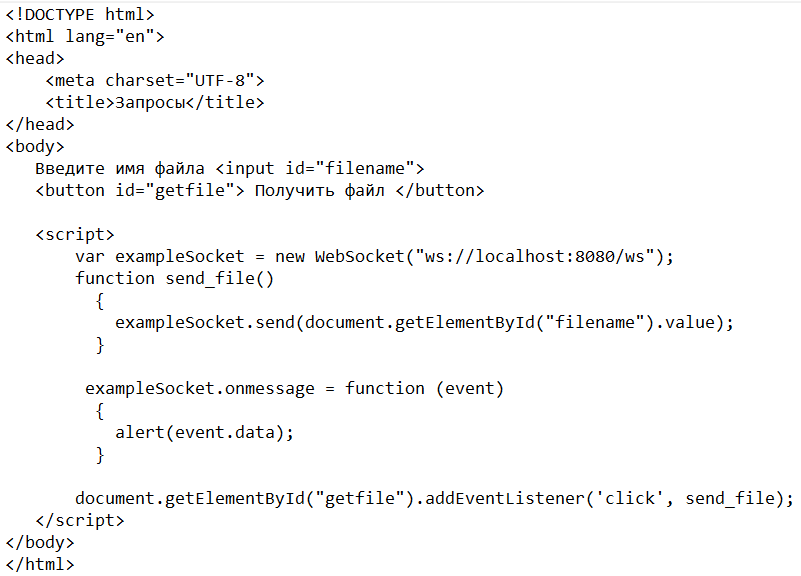 <!DOCTYPE html>
<html lang="en">
<head>
    <meta charset="UTF-8">
    <title>Запросы</title>
</head>
<body>
   Введите имя файла <input id="filename">
   <button id="getfile"> Получить файл </button>

   <script>
       var exampleSocket = new WebSocket("ws://localhost:8080/ws");
       function send_file()
         {
           exampleSocket.send(document.getElementById("filename").value);
         }

        exampleSocket.onmessage = function (event)
         {
           alert(event.data);
         }

       document.getElementById("getfile").addEventListener('click', send_file);
   </script>
</body>
</html>